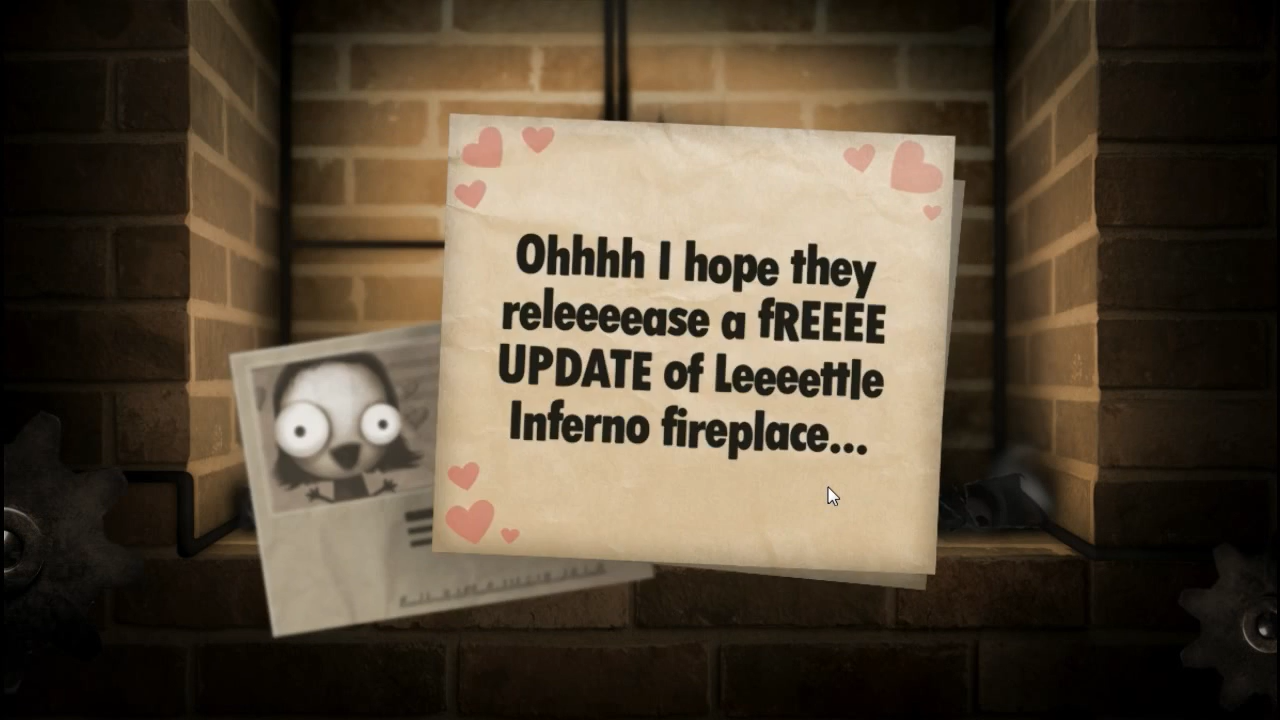 Ohhhh I hope they
releeeease a fREEEE
UPDATE of Leeeettle
Inferno fireplace...